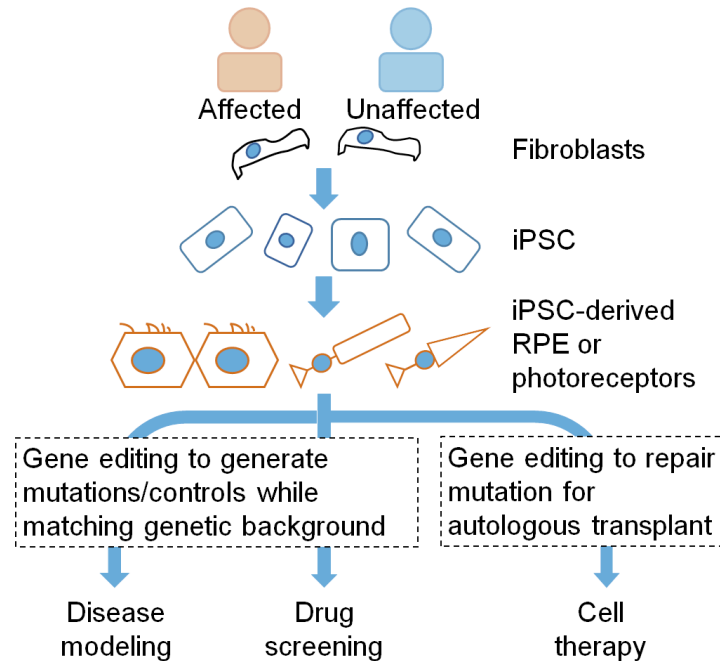 Affected Unaffected
Fibroblasts
iPSC
iPSC-derived
RPE or
photoreceptors
Gene editing to generate
mutations/controls while
matching genetic background
Gene editing to repair
mutation for
autologous transplant
Disease
modeling
Drug
screening
Cell
therapy